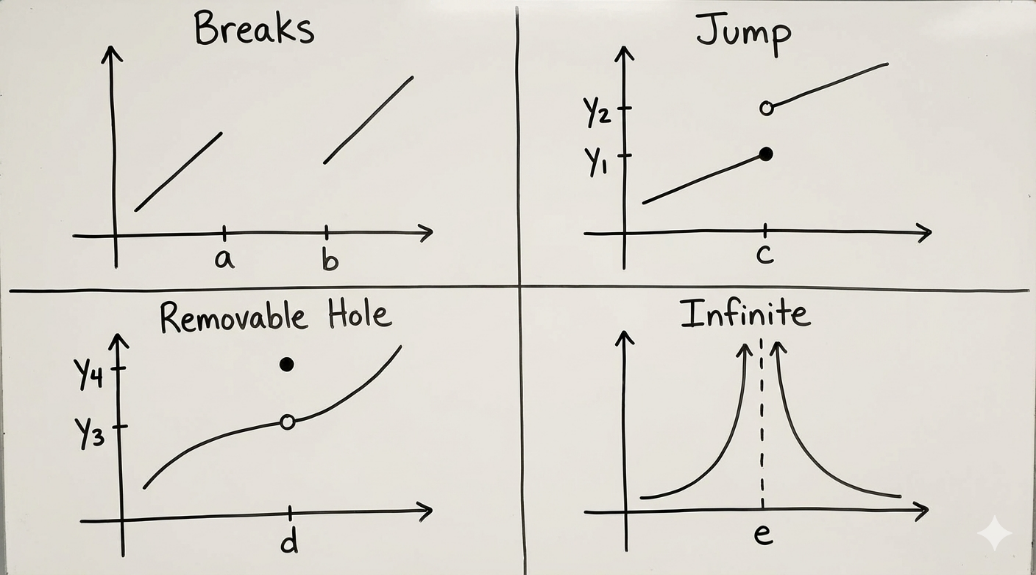 Breaks
a b
Jump
y₂
y₁
c
Removable Hole
y₄
y₃
d
Infinite
e